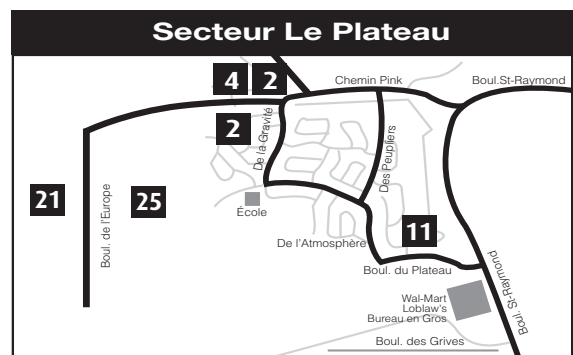 Secteur Le Plateau
4 2
Chemin Pink
Boul.St-Raymond
2
De la Gravité
Des Peupliers
21
25
Boul. de l'Europe
École
11
De l'Atmosphère
Boul. du Plateau
Boul. St-Raymond
Wal-Mart
Loblaw's
Bureau en Gros
Boul. des Grives